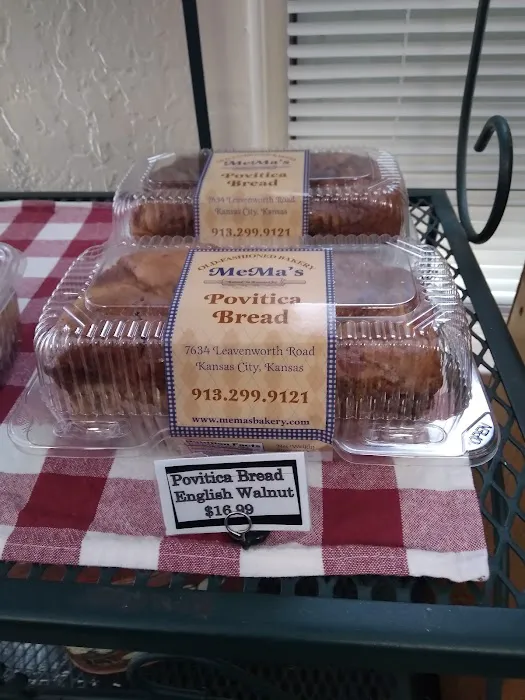 MeMa's
Povitica
Bread
7634 Leavenworth Road
Kansas City, Kansas
913.299.9121
OLD-FASHIONED BAKERY
MeMa's
Povitica
Bread
7634 Leavenworth Road
Kansas City, Kansas
913.299.9121
www.memasbakery.com
OPEN
Povitica Bread
English Walnut
$16.99